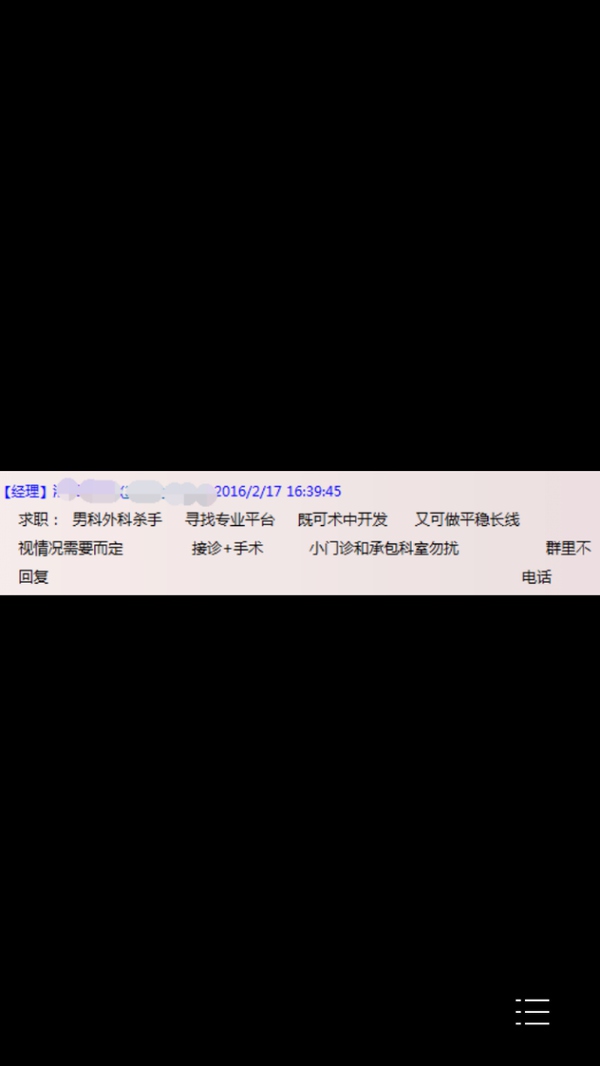 【经理】 2016/2/17 16:39:45
求职： 男科外科杀手 寻找专业平台 既可术中开发 又可做平稳长线
视情况需要而定 接诊+手术 小门诊和承包科室勿扰 群里不
回复 电话